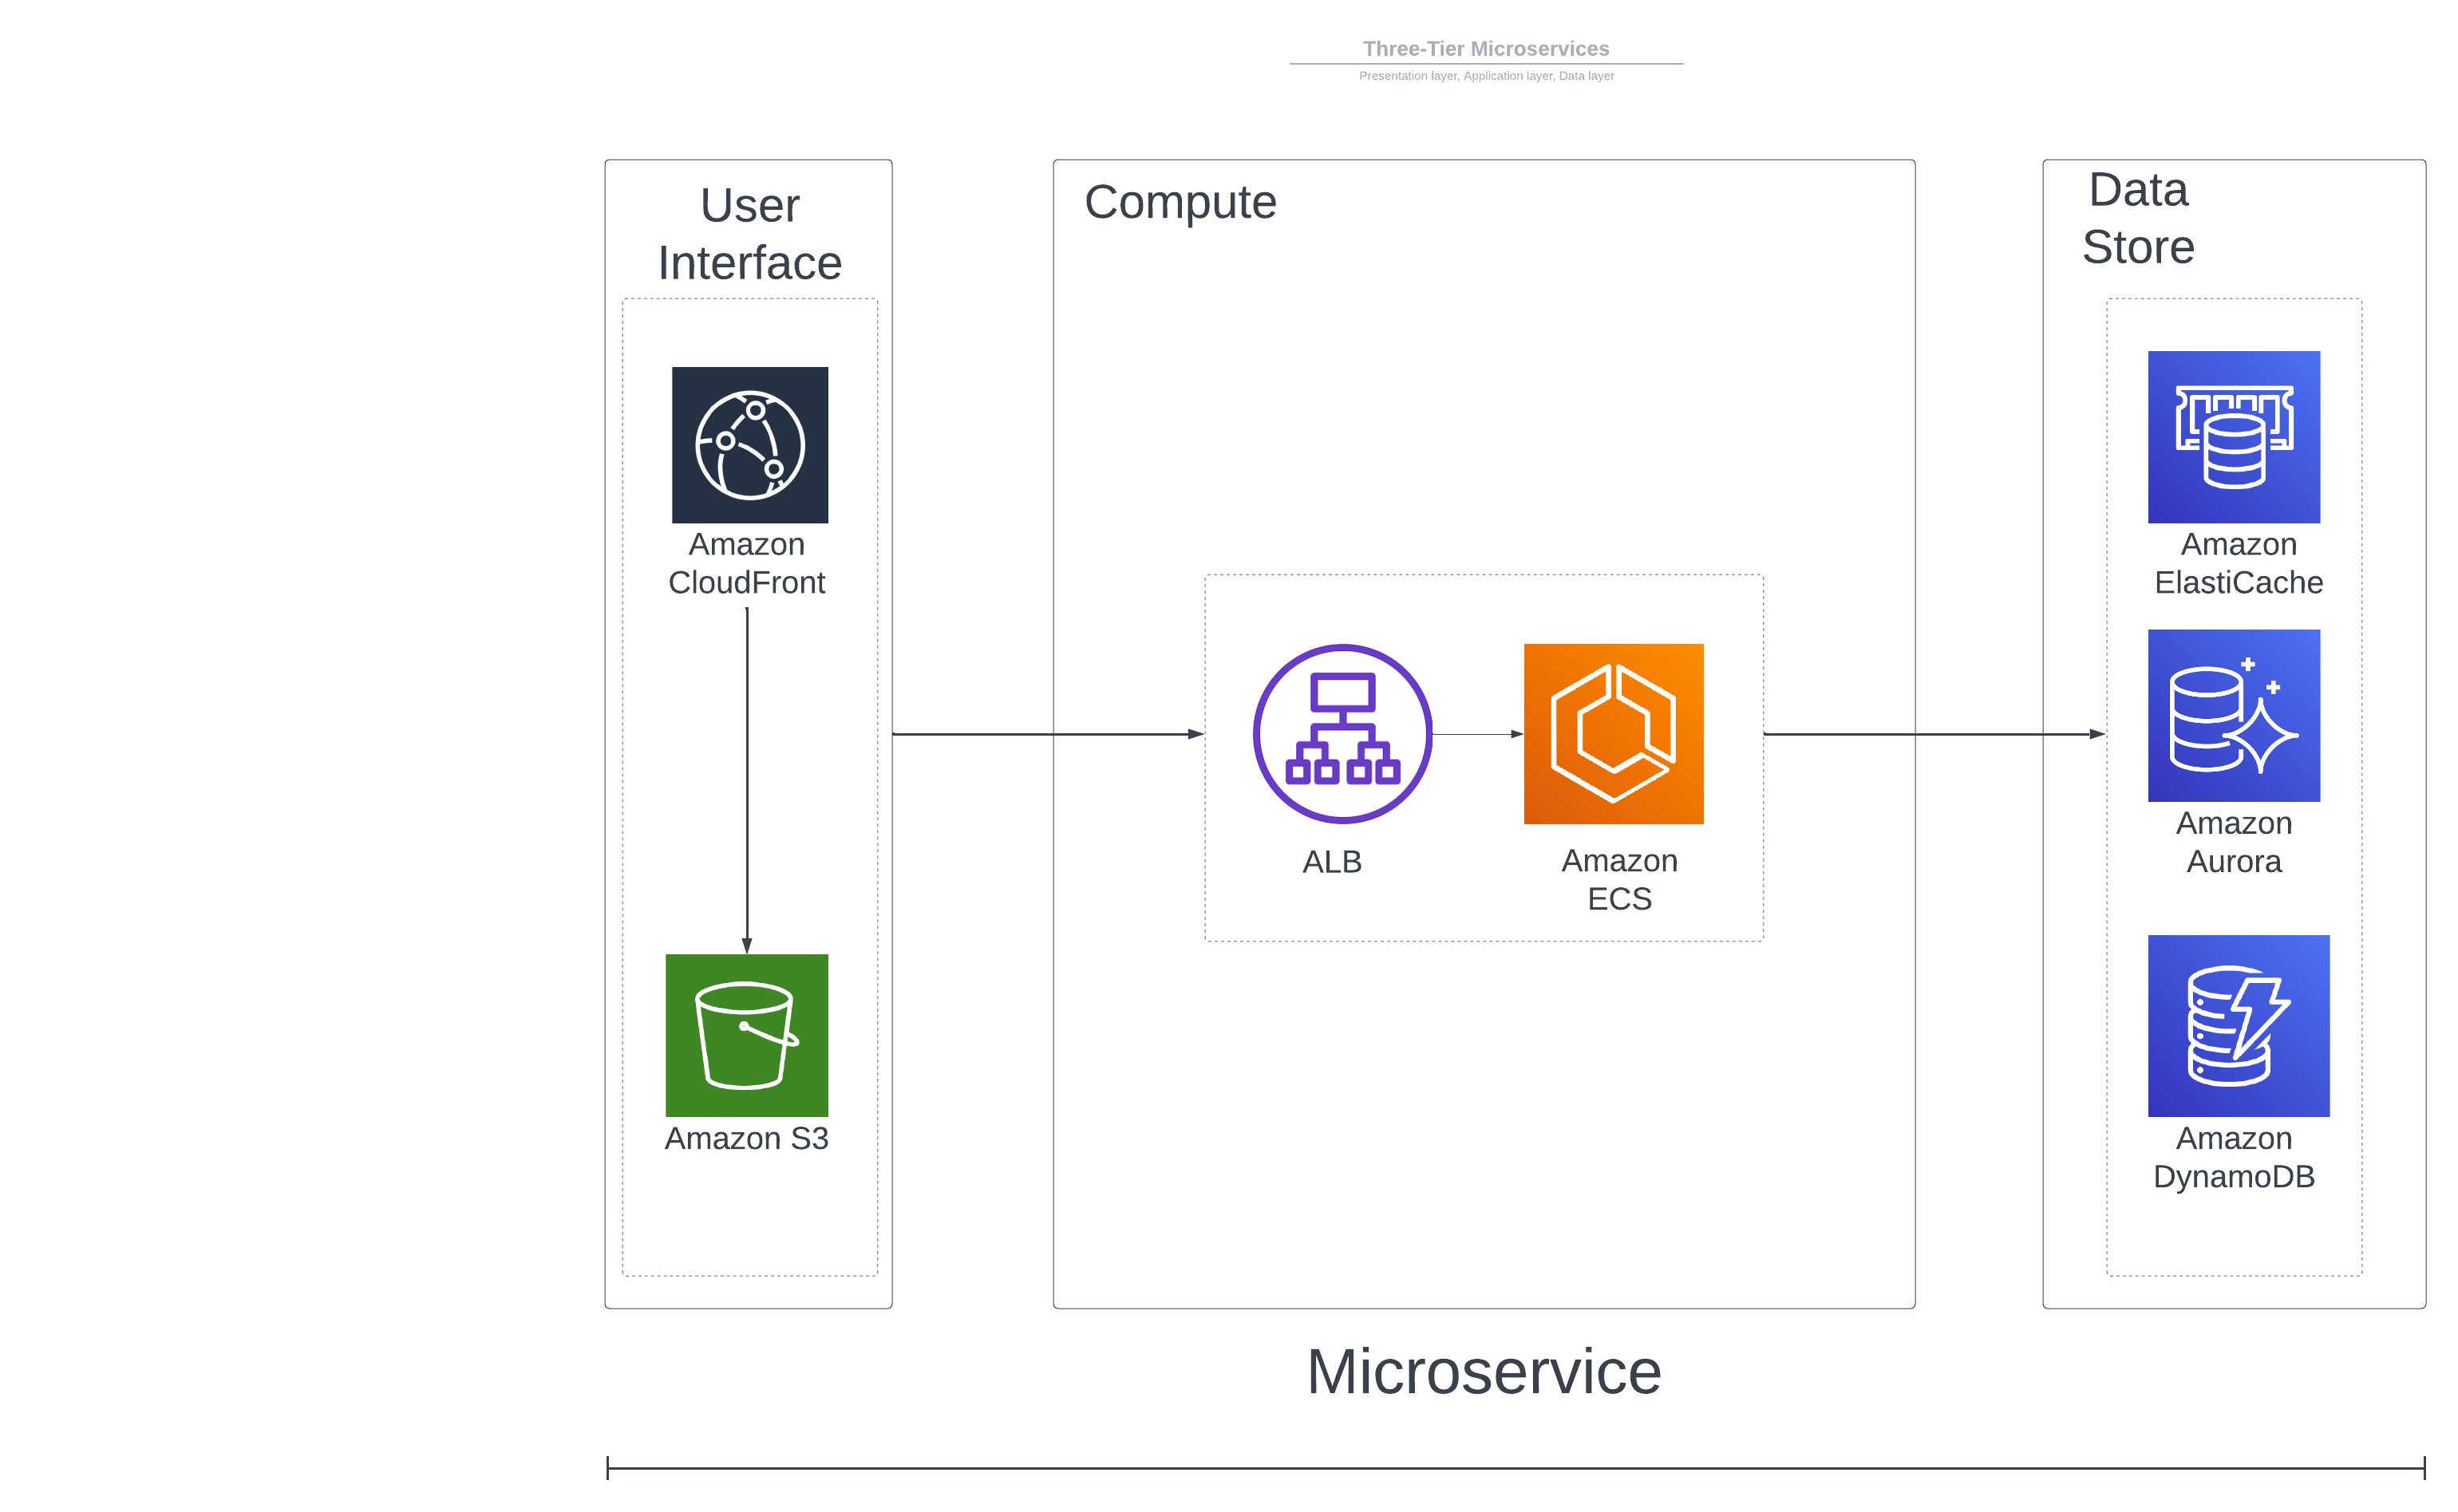 Three-Tier Microservices
Presentation layer, Application layer, Data layer
User
Interface
Amazon
CloudFront
Amazon S3
Compute
ALB
Amazon
ECS
Data
Store
Amazon
ElastiCache
Amazon
Aurora
Amazon
DynamoDB
Microservice